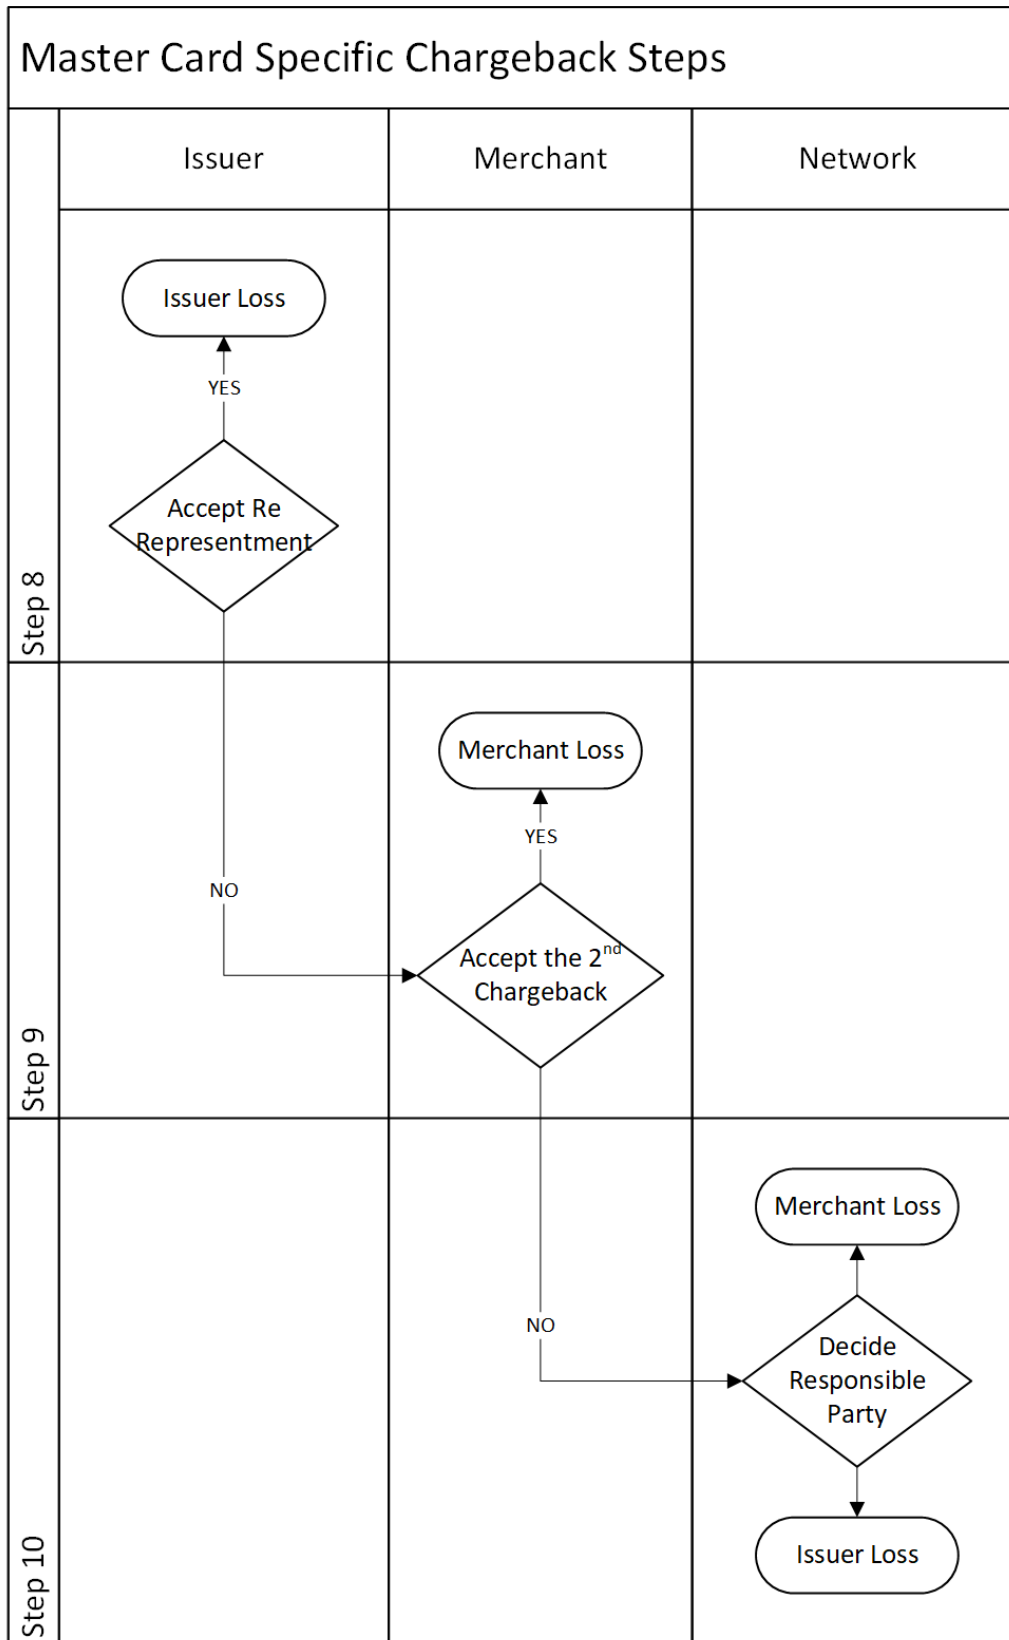 Master Card Specific Chargeback Steps
Issuer
Merchant
Network
Step 8
Issuer Loss
YES
Accept Re
Representment
Step 9
NO
Merchant Loss
YES
Accept the 2nd
Chargeback
Step 10
NO
Merchant Loss
Decide
Responsible
Party
Issuer Loss